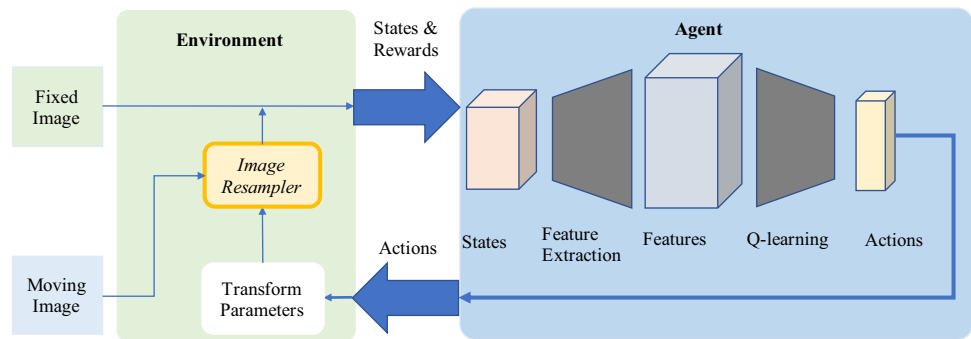 Environment
States &
Rewards
Agent
Fixed
Image
Image
Resampler
States
Feature
Extraction
Features
Q-learning
Actions
Actions
Moving
Image
Transform
Parameters